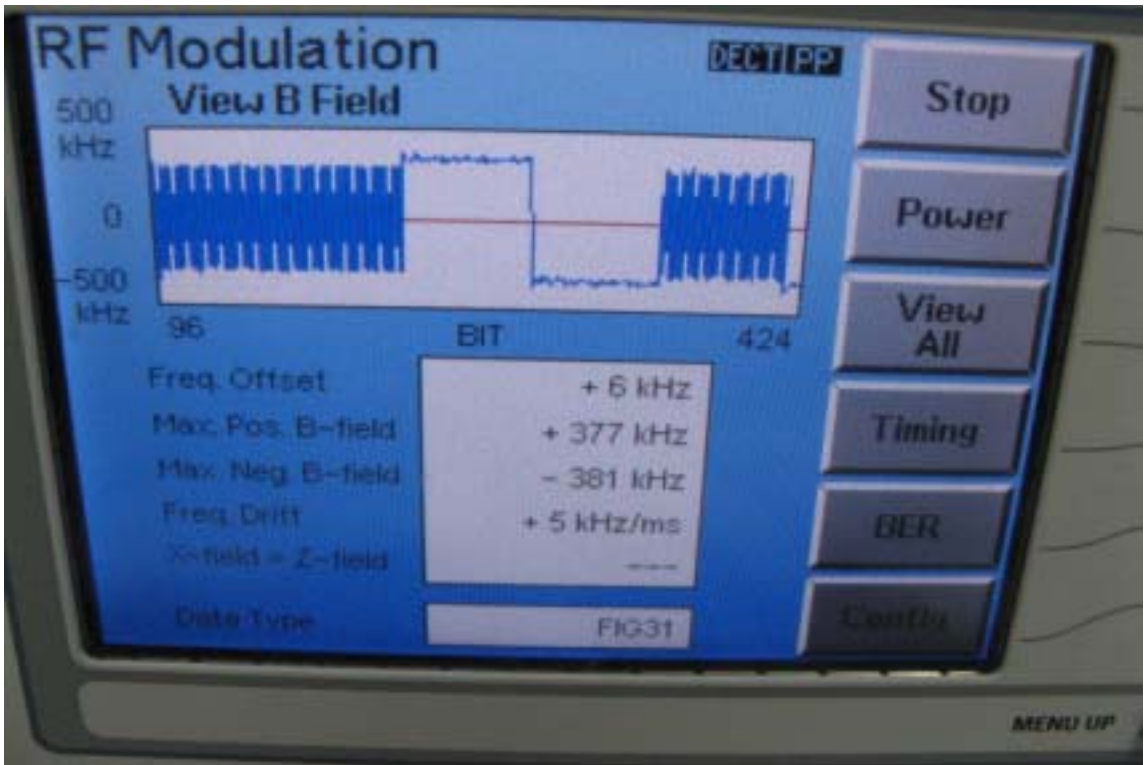 RF Modulation
DECT PP
View B Field
500
kHz
0
-500
kHz
96
BIT
424
Freq. Offset + 6 kHz
Max. Pos. B-field + 377 kHz
Max. Neg. B-field - 381 kHz
Freq. Drift + 5 kHz/ms
X-field = Z-field ---
Data Type FIG31
Stop
Power
View
All
Timing
BER
Config
MENU UP